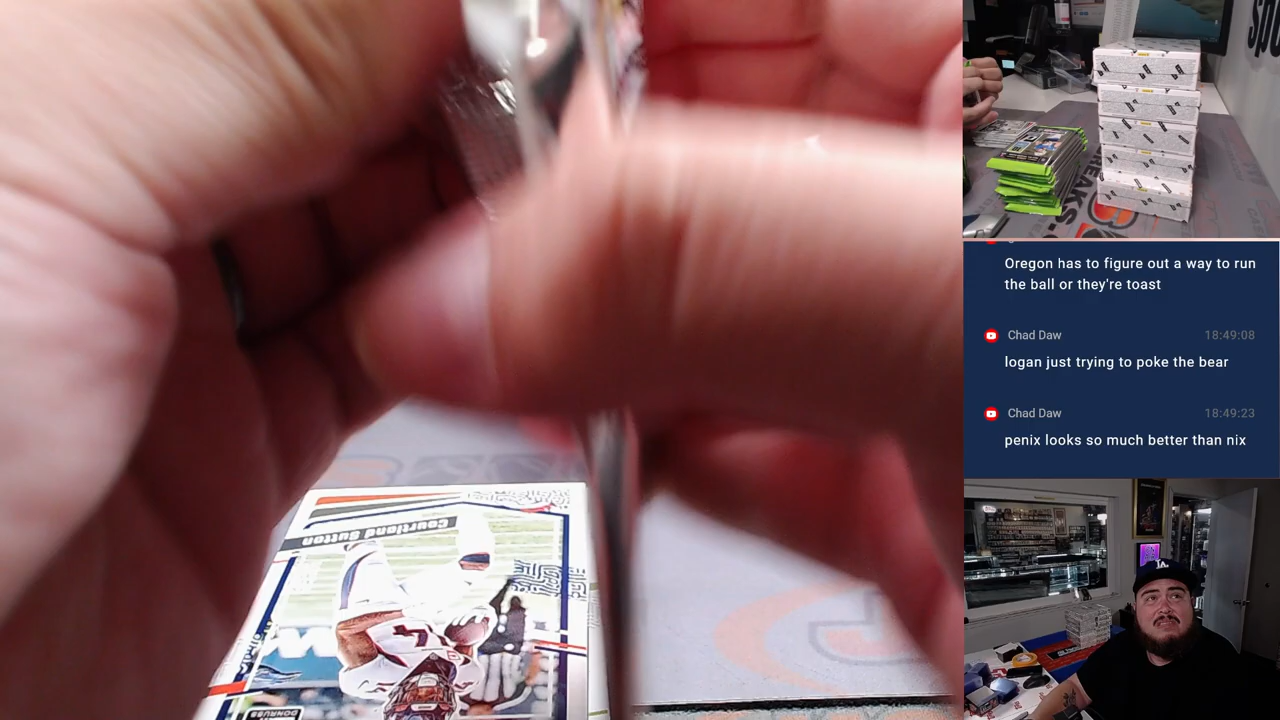 Oregon has to figure out a way to run
the ball or they're toast
Chad Daw 18:49:08
logan just trying to poke the bear
Chad Daw 18:49:23
penix looks so much better than nix
Courtland Sutton
DONRUSS
BREAKS.C
LA